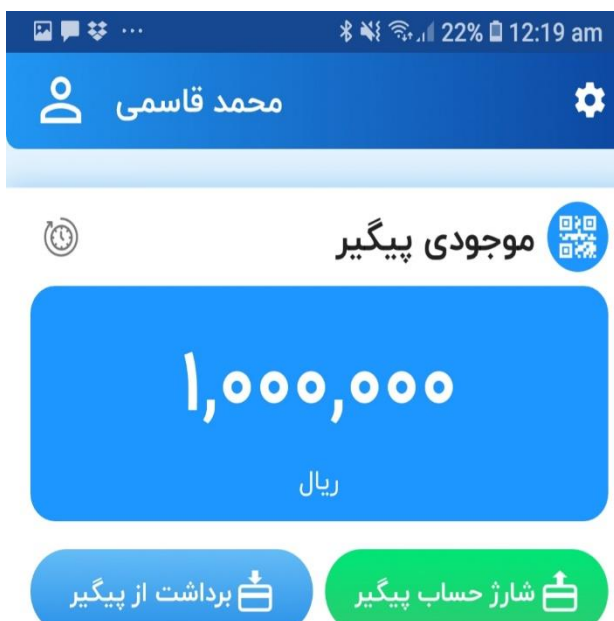 22% 12:19 am
محمد قاسمی
موجودی پیگیر
۱,۰۰۰,۰۰۰
ریال
شارژ حساب پیگیر
برداشت از پیگیر